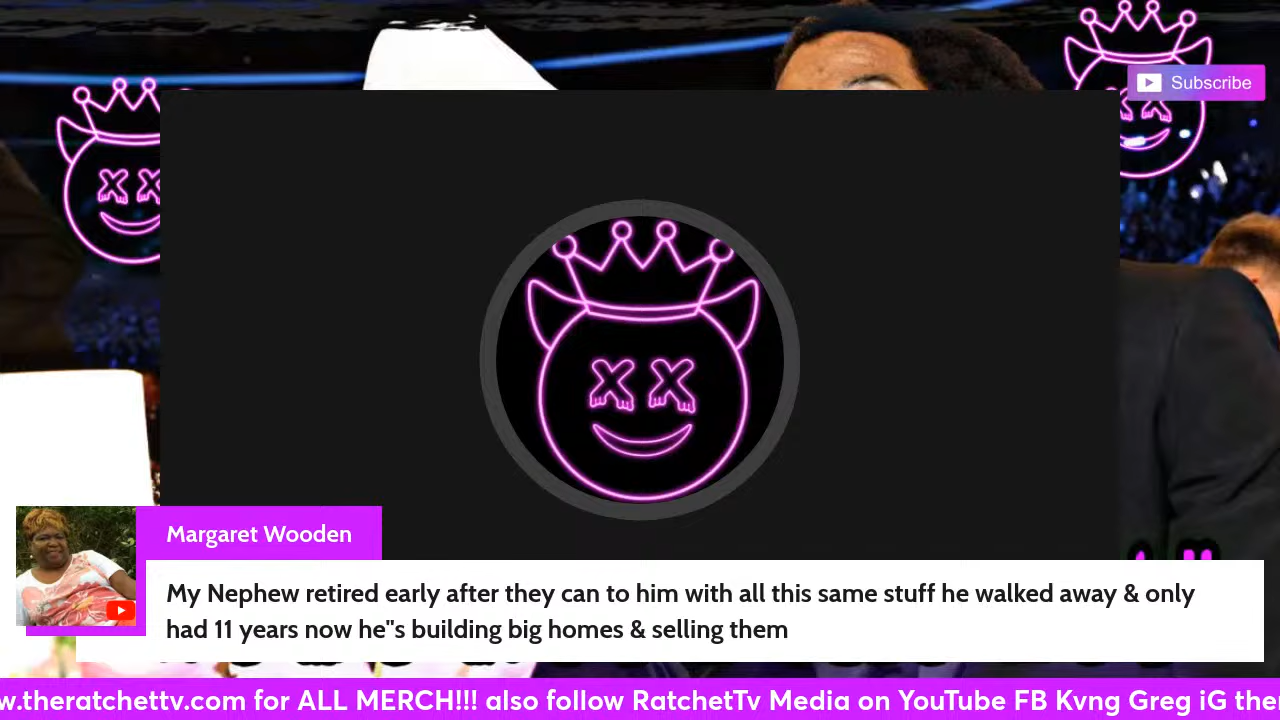 Subscribe
Margaret Wooden
My Nephew retired early after they can to him with all this same stuff he walked away & only
had 11 years now he"s building big homes & selling them
w.theratchettv.com for ALL MERCH!!! also follow RatchetTv Media on YouTube FB Kvng Greg iG ther